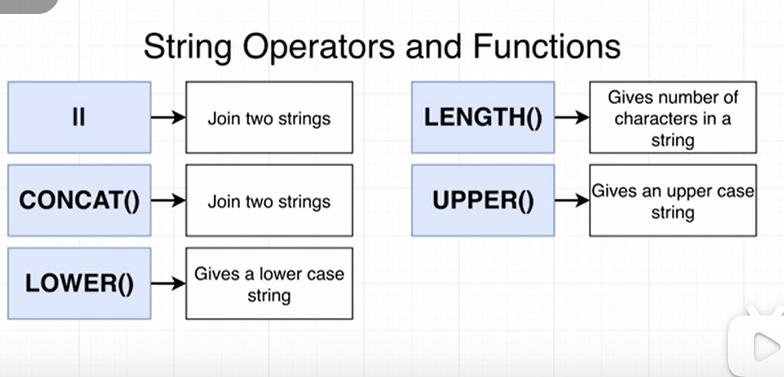 String Operators and Functions
||
Join two strings
CONCAT()
Join two strings
LOWER()
Gives a lower case
string
LENGTH()
Gives number of
characters in a
string
UPPER()
Gives an upper case
string